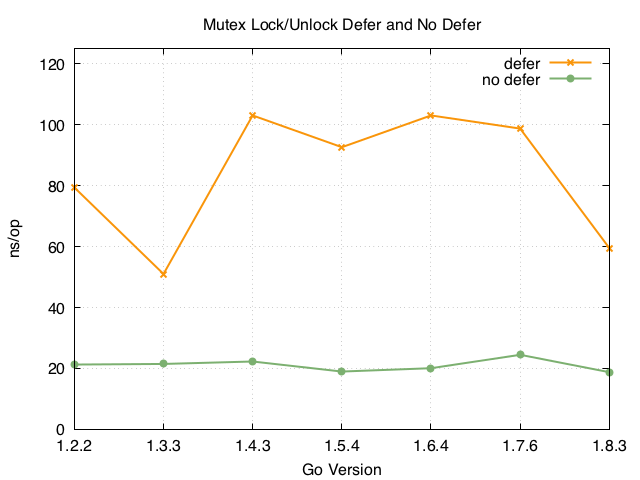 Mutex Lock/Unlock Defer and No Defer
defer
no defer
120
100
80
60
40
20
0
ns/op
1.2.2 1.3.3 1.4.3 1.5.4 1.6.4 1.7.6 1.8.3
Go Version